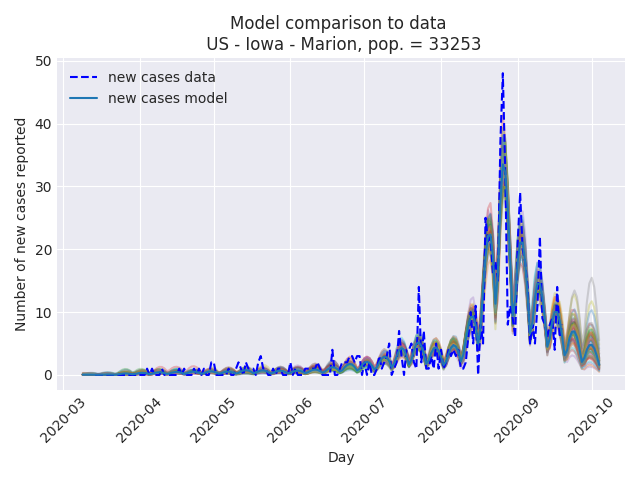 Model comparison to data
US - Iowa - Marion, pop. = 33253
new cases data
new cases model
Number of new cases reported
50
40
30
20
10
0
2020-03
2020-04
2020-05
2020-06
2020-07
2020-08
2020-09
2020-10
Day